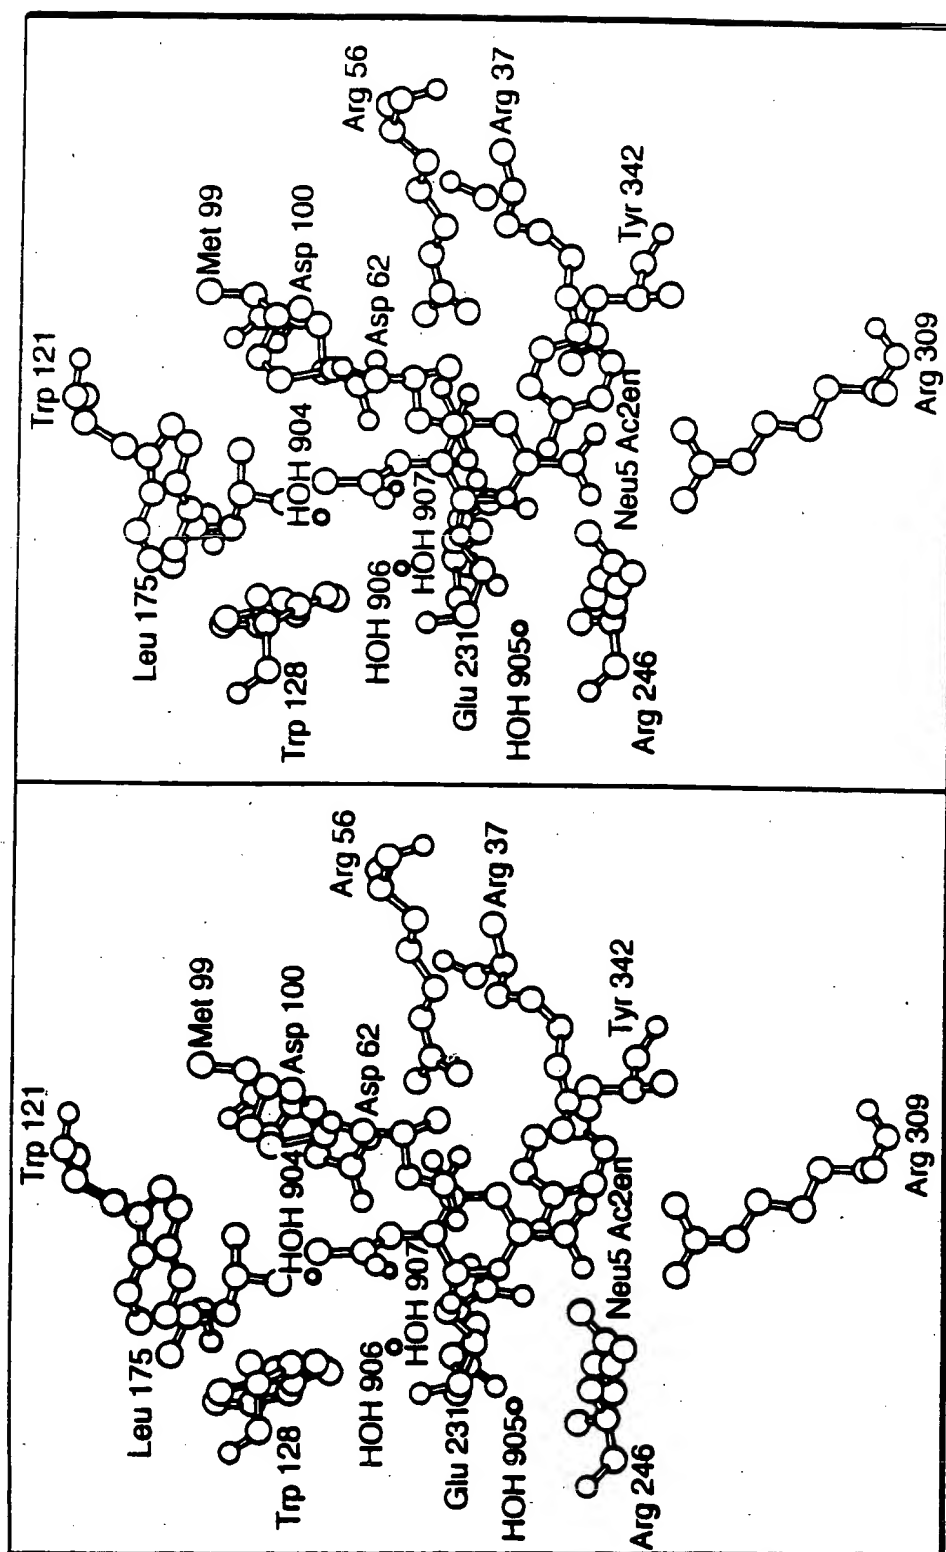 Trp 121
Leu 175
Met 99
Trp 128
HOH 904
Asp 100
Arg 56
HOH 906
Asp 62
HOH 907
Glu 231
Arg 37
HOH 905
Neu5 Ac2en
Tyr 342
Arg 246
Arg 309
Trp 121
Leu 175
Met 99
Trp 128
HOH 904
Asp 100
Arg 56
HOH 906
Asp 62
HOH 907
Glu 231
Arg 37
HOH 905
Neu5 Ac2en
Tyr 342
Arg 246
Arg 309